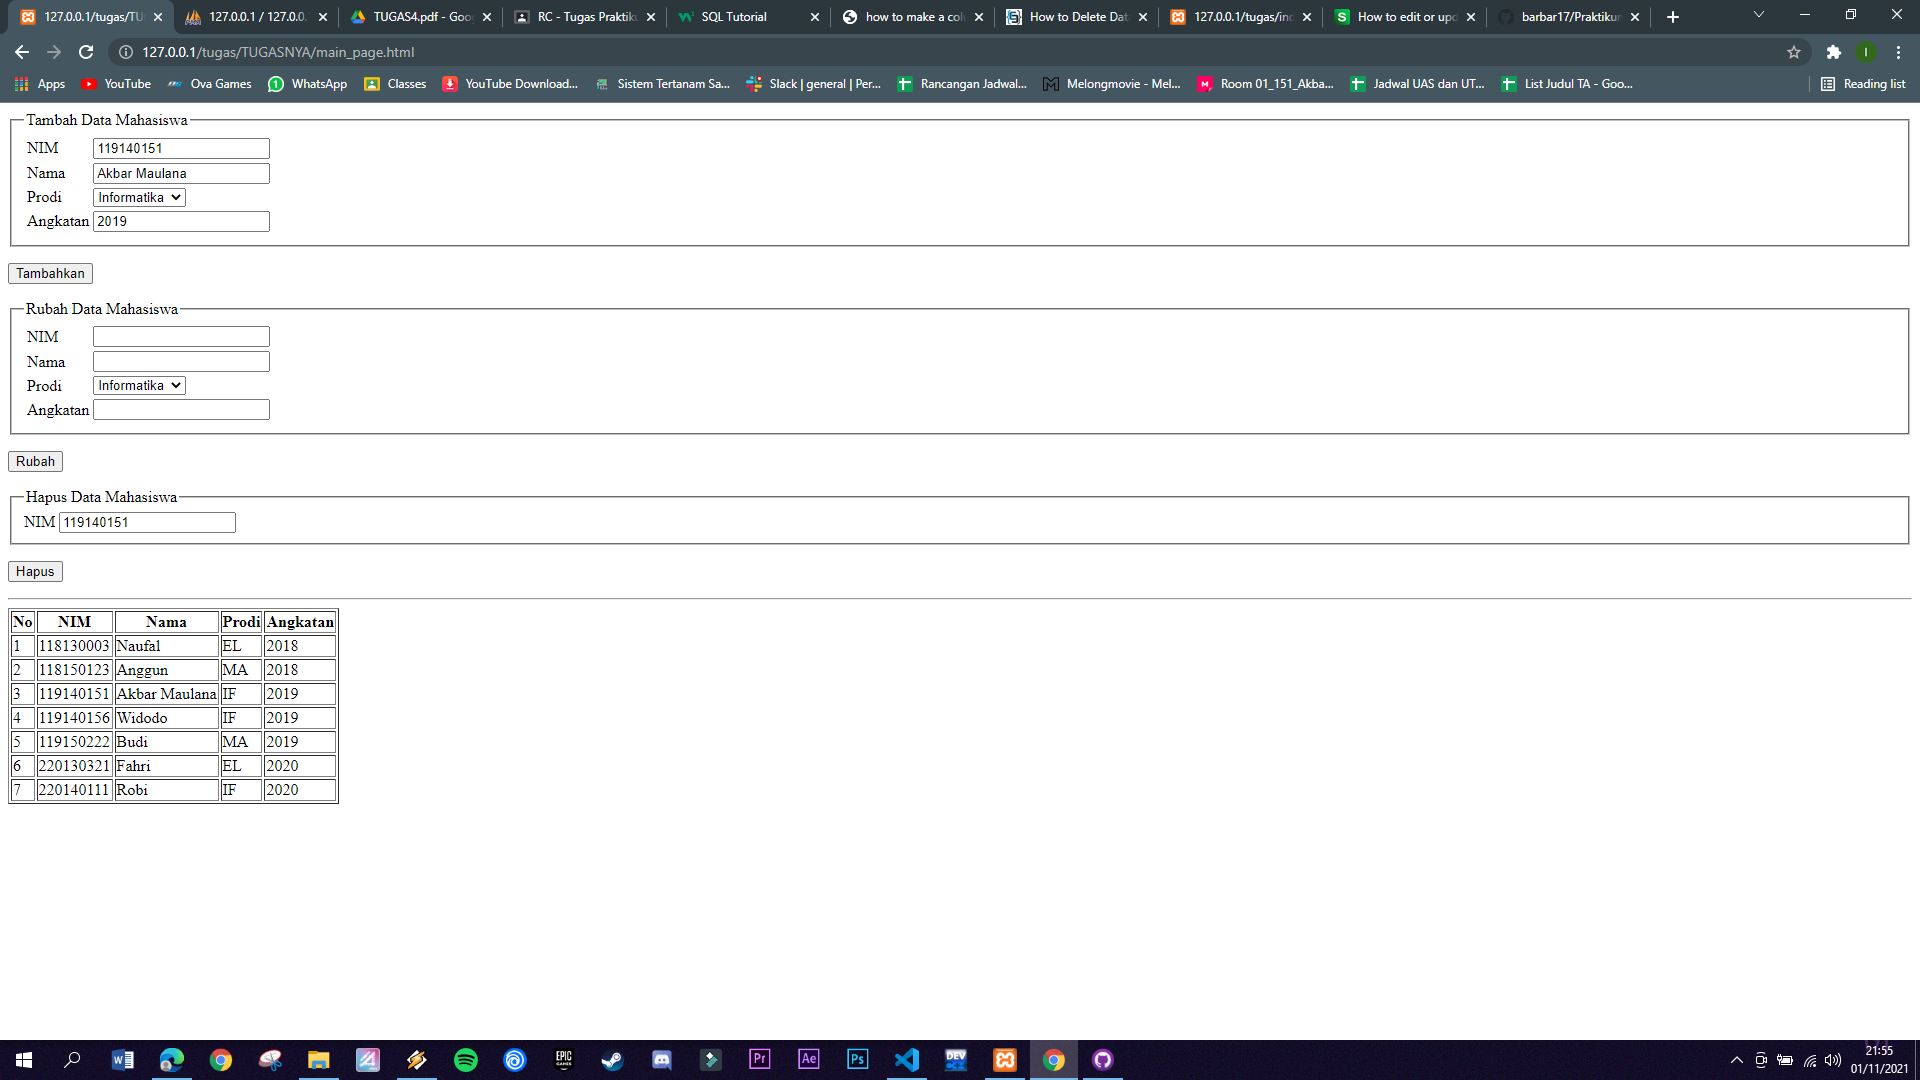 127.0.0.1/tugas/TU
127.0.0.1 / 127.0.0.
TUGAS4.pdf - Goo
RC - Tugas Praktik
SQL Tutorial
how to make a col
How to Delete Dat
127.0.0.1/tugas/ind
How to edit or upd
barbar17/Praktikum
127.0.0.1/tugas/TUGASNYA/main_page.html
I
Apps
YouTube
Ova Games
WhatsApp
Classes
YouTube Download...
Sistem Tertanam Sa...
Slack | general | Per...
Rancangan Jadwal...
Melongmovie - Mel...
Room 01_151_Akba...
Jadwal UAS dan UT...
List Judul TA - Goo...
Reading list
Tambah Data Mahasiswa
NIM 119140151
Nama Akbar Maulana
Prodi Informatika
Angkatan 2019
Tambahkan
Rubah Data Mahasiswa
NIM
Nama
Prodi Informatika
Angkatan
Rubah
Hapus Data Mahasiswa
NIM 119140151
Hapus
No NIM Nama Prodi Angkatan
1 118130003 Naufal EL 2018
2 118150123 Anggun MA 2018
3 119140151 Akbar Maulana IF 2019
4 119140156 Widodo IF 2019
5 119150222 Budi MA 2019
6 220130321 Fahri EL 2020
7 220140111 Robi IF 2020
EPIC GAMES
Pr
Ae
Ps
DEV
21:55
01/11/2021